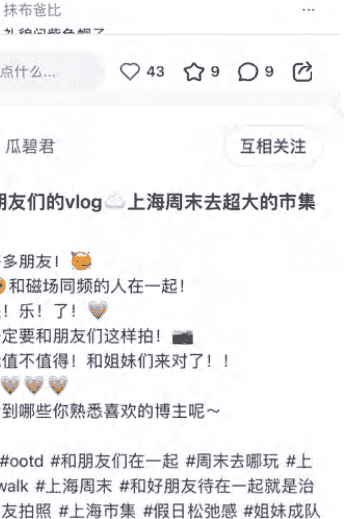 抹布爸比
点什么... 43 9 9
瓜碧君 互相关注
朋友们的vlog☁️上海周末去超大的市集
多朋友！
和磁场同频的人在一起！
！乐！了！
定要和朋友们这样拍！📷
值不值得！和姐妹们来对了！！
到哪些你熟悉喜欢的博主呢～
#ootd #和朋友们在一起 #周末去哪玩 #上
walk #上海周末 #和好朋友待在一起就是治
友拍照 #上海市集 #假日松弛感 #姐妹成队